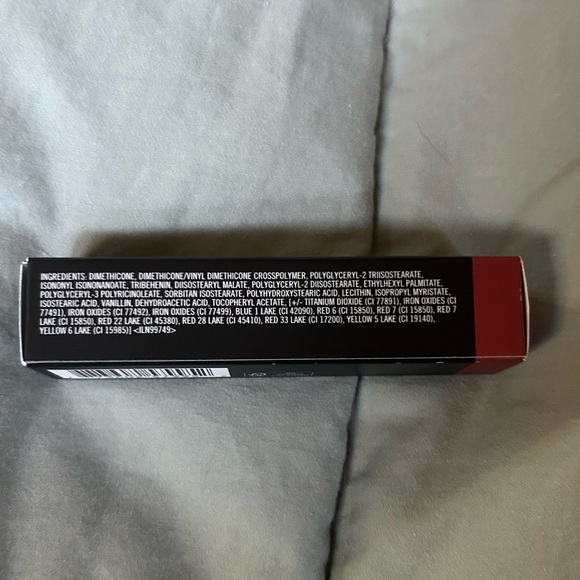 INGREDIENTS: DIMETHICONE, DIMETHICONE/VINYL DIMETHICONE CROSSPOLYMER, POLYGLYCERYL-2 TRIISOSTEARATE,
ISONONYL ISONONANOATE, TRIBEHENIN, DIISOSTEARYL MALATE, POLYGLYCERYL-2 DIISOSTEARATE, ETHYLHEXYL PALMITATE,
POLYGLYCERYL-3 POLYRICINOLEATE, SORBITAN ISOSTEARATE, POLYHYDROXYSTEARIC ACID, LECITHIN, ISOPROPYL MYRISTATE,
ISOSTEARIC ACID, VANILLIN, DEHYDROACETIC ACID, TOCOPHERYL ACETATE, [+/- TITANIUM DIOXIDE (CI 77891), IRON OXIDES (CI
77491), IRON OXIDES (CI 77492), IRON OXIDES (CI 77499), BLUE 1 LAKE (CI 42090), RED 6 (CI 15850), RED 7 (CI 15850), RED 7
LAKE (CI 15850), RED 22 LAKE (CI 45380), RED 28 LAKE (CI 45410), RED 33 LAKE (CI 17200), YELLOW 5 LAKE (CI 19140),
YELLOW 6 LAKE (CI 15985)] <ILN99749>